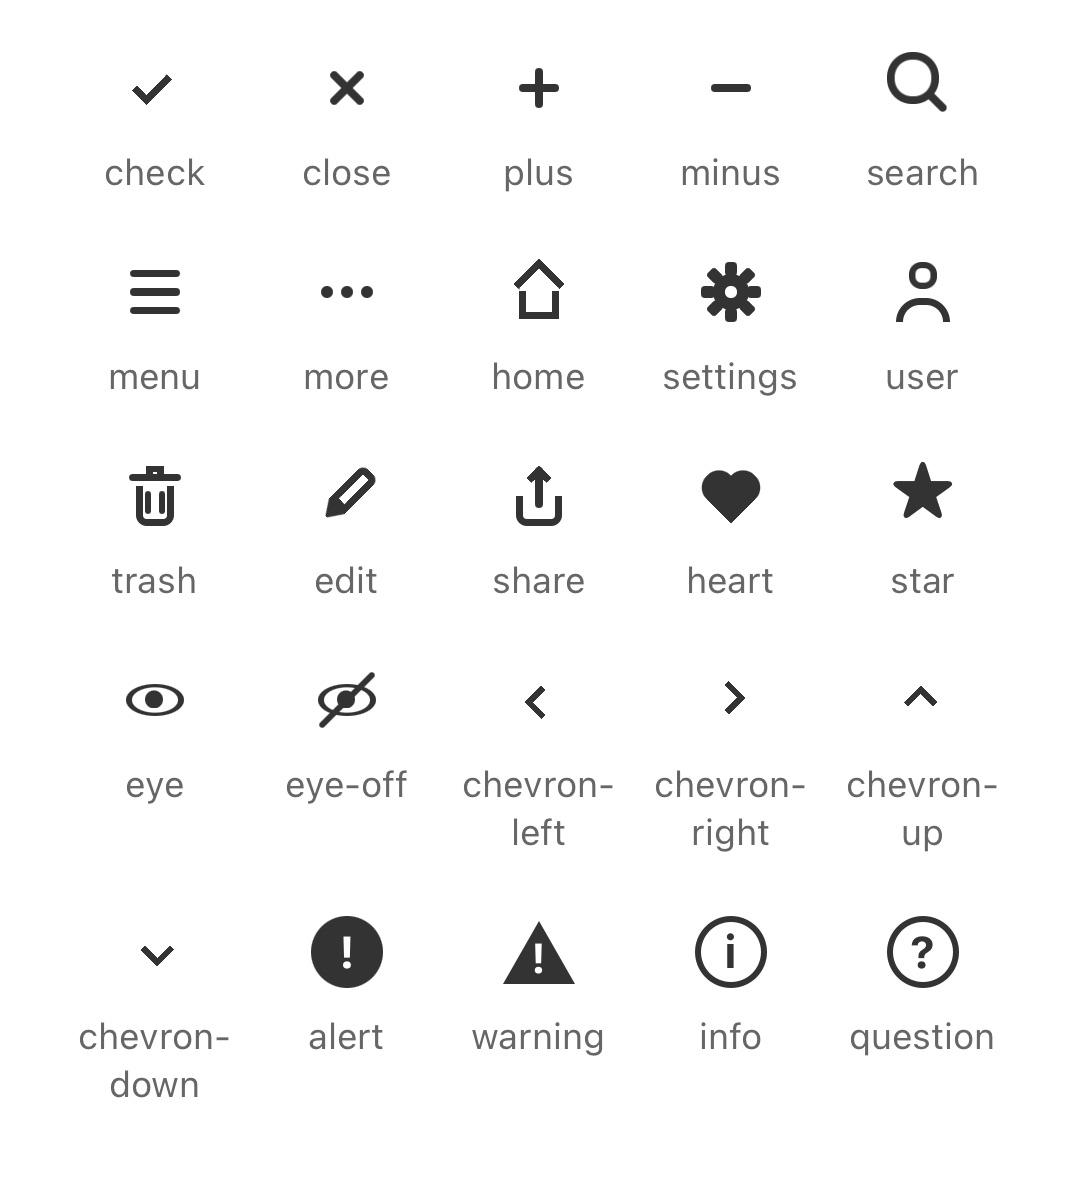 check close plus minus search
menu more home settings user
trash edit share heart star
eye eye-off chevron- chevron- chevron-
left right up
! ! i ?
chevron- alert warning info question
down